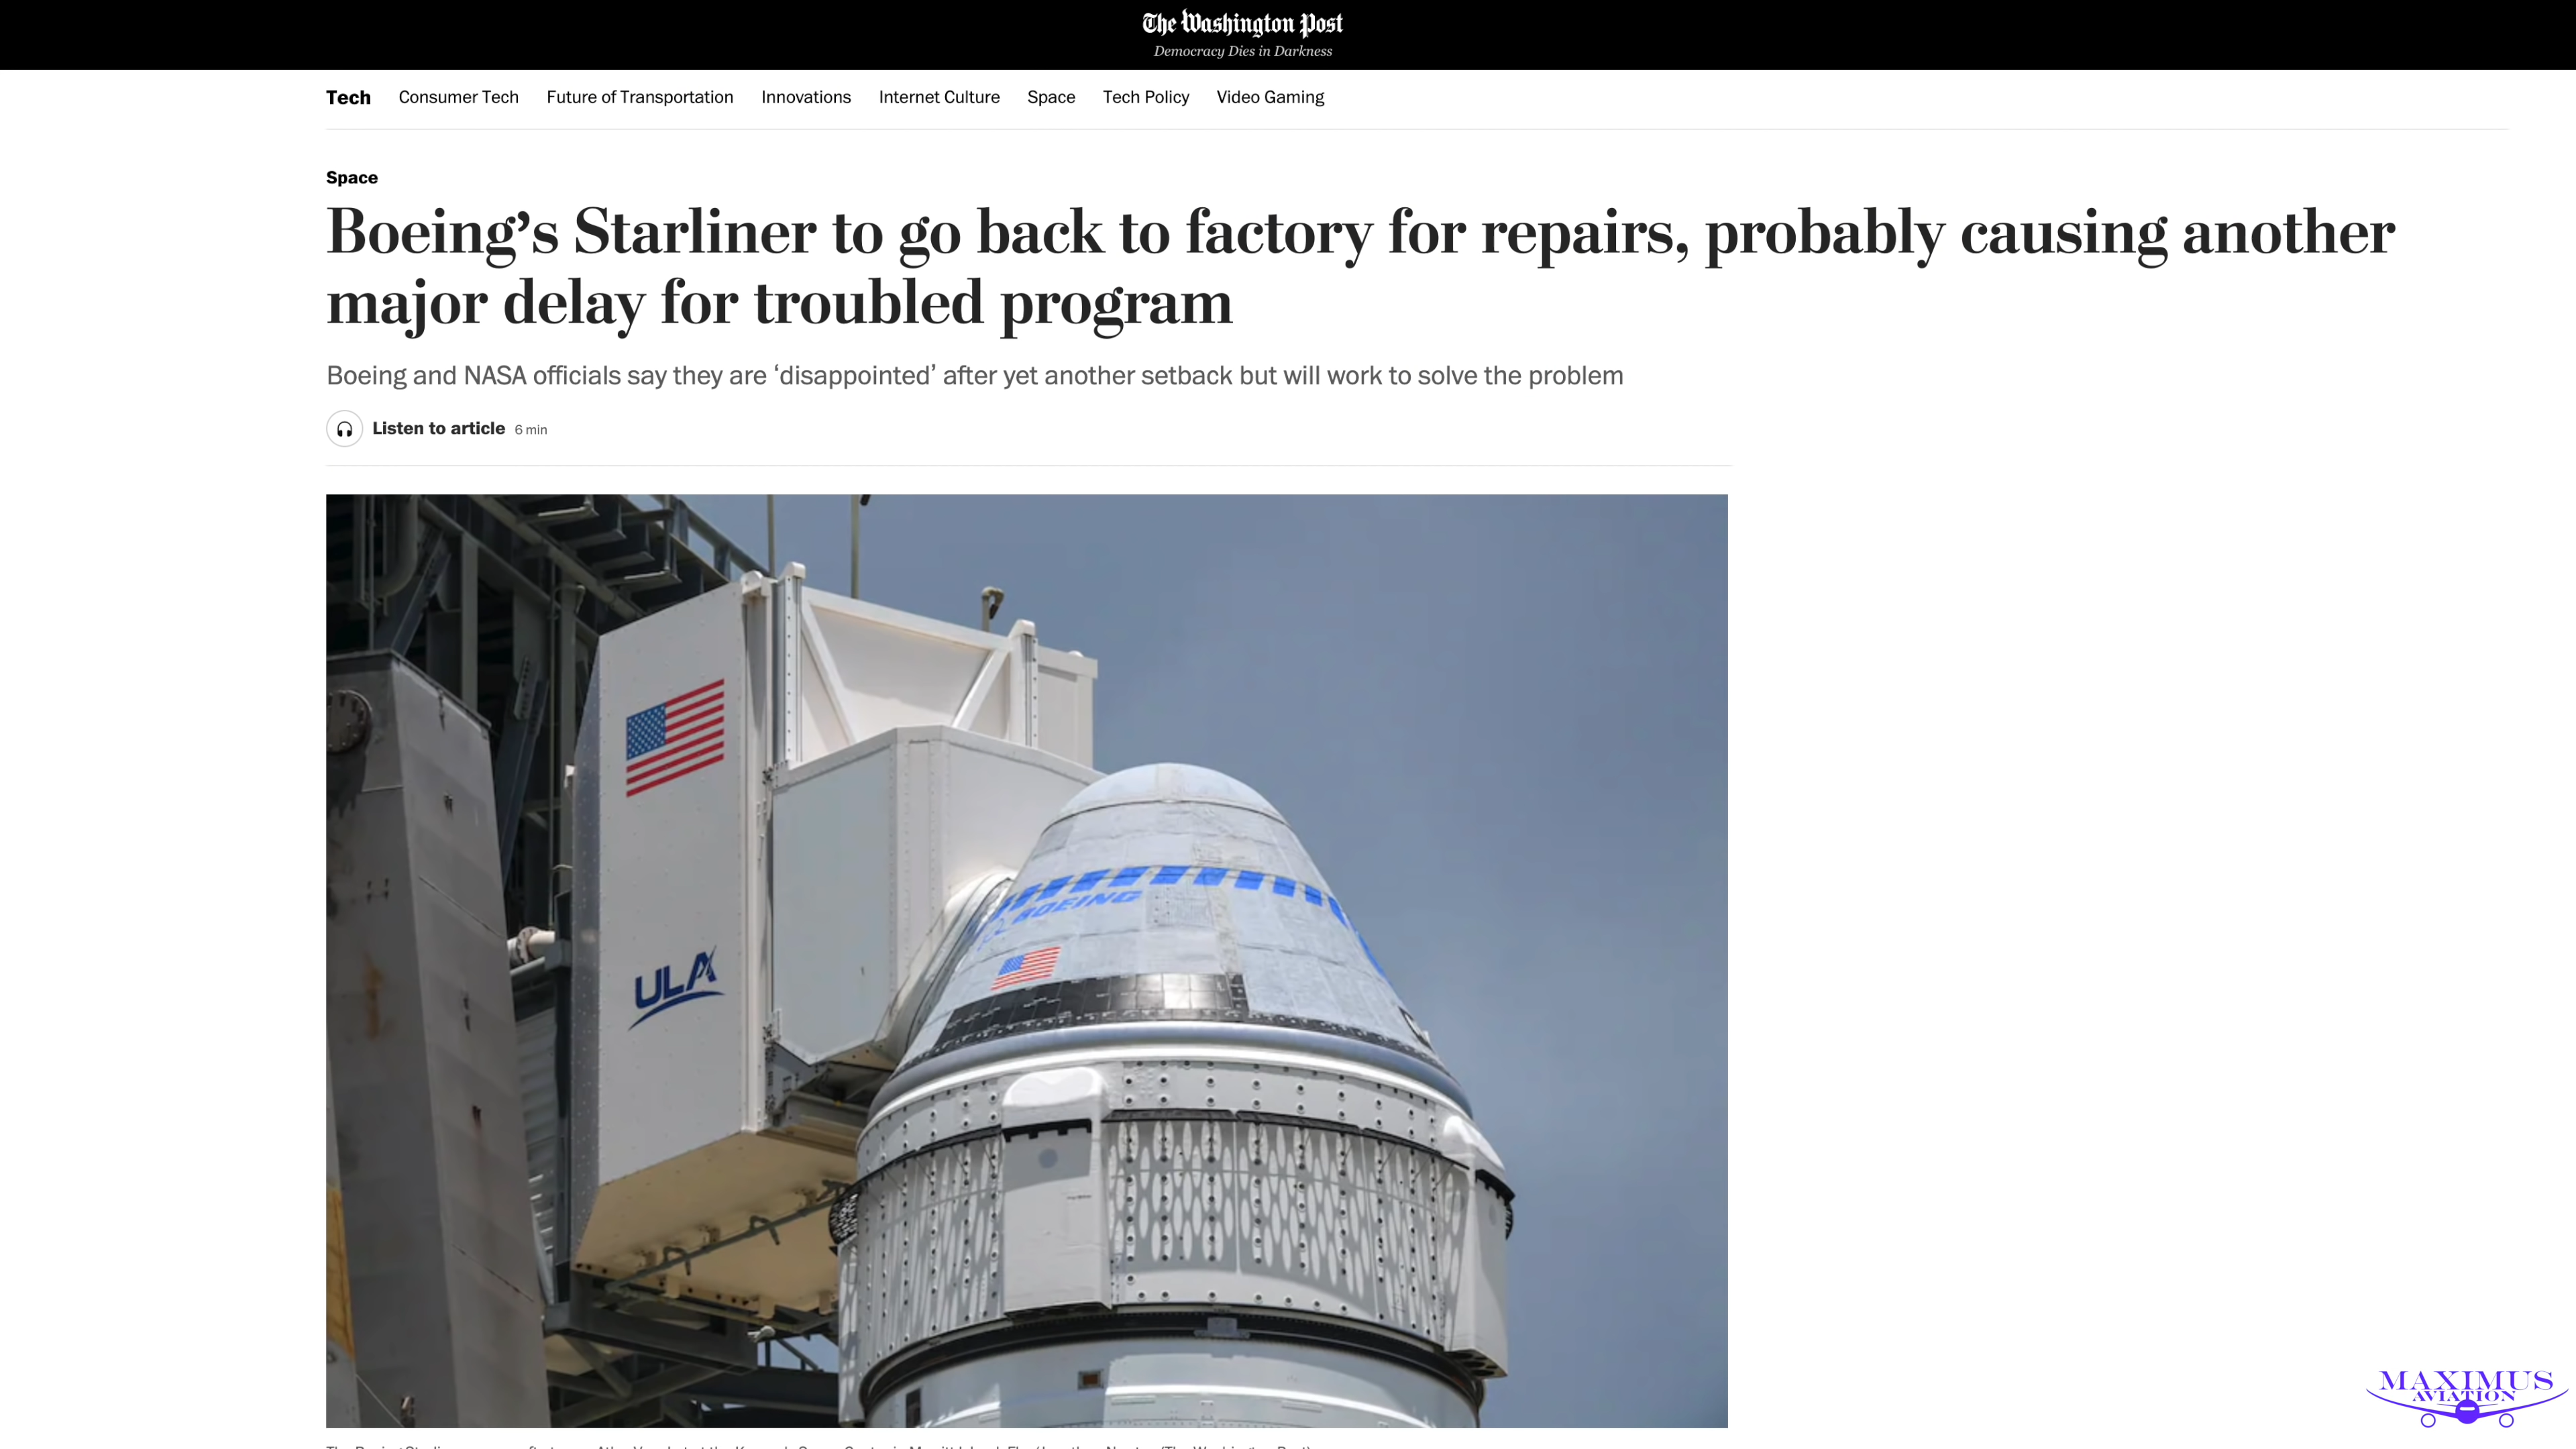 The Washington Post
Democracy Dies in Darkness
Tech Consumer Tech Future of Transportation Innovations Internet Culture Space Tech Policy Video Gaming
Space
Boeing’s Starliner to go back to factory for repairs, probably causing another
major delay for troubled program
Boeing and NASA officials say they are ‘disappointed’ after yet another setback but will work to solve the problem
Listen to article 6 min
ULA
BOEING
MAXIMUS
AVIATION